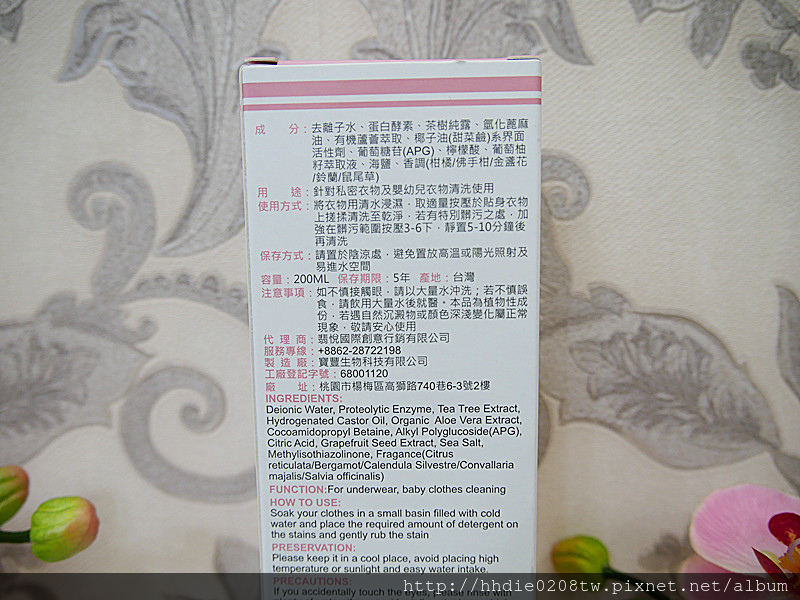 成　　分：去離子水、蛋白酵素、茶樹純露、氫化蓖麻
油、有機蘆薈萃取、椰子油(甜菜鹼)系界面
活性劑、葡萄糖苷(APG)、檸檬酸、葡萄柚
籽萃取液、海鹽、香調(柑橘/佛手柑/金盞花
/鈴蘭/鼠尾草)
用　　途：針對私密衣物及嬰幼兒衣物清洗使用
使用方式：將衣物用清水浸濕，取適量按壓於貼身衣物
上搓揉清洗至乾淨，若有特別髒污之處，加
強在髒污範圍按壓3-6下，靜置5-10分鐘後
再清洗
保存方式：請置於陰涼處，避免置放高溫或陽光照射及
易進水空間
容量：200ML　保存期限：5年　產地：台灣
注意事項：如不慎接觸眼，請以大量水沖洗；若不慎誤
食，請飲用大量水後就醫。本品為植物性成
份，若遇自然沉澱物或顏色深淺變化屬正常
現象，敬請安心使用
代 理 商：翡悅國際創意行銷有限公司
服務專線：+8862-28722198
製 造 廠：寶豐生物科技有限公司
工廠登記字號：68001120
廠　　址：桃園市楊梅區高獅路740巷6-3號2樓
INGREDIENTS:
Deionic Water, Proteolytic Enzyme, Tea Tree Extract,
Hydrogenated Castor Oil, Organic Aloe Vera Extract,
Cocoamidopropyl Betaine, Alkyl Polyglucoside(APG),
Citric Acid, Grapefruit Seed Extract, Sea Salt,
Methylisothiazolinone, Fragance(Citrus
reticulata/Bergamot/Calendula Silvestre/Convallaria
majalis/Salvia officinalis)
FUNCTION:For underwear, baby clothes cleaning
HOW TO USE:
Soak your clothes in a small basin filled with cold
water and place the required amount of detergent on
the stains and gently rub the stain
PRESERVATION:
Please keep it in a cool place, avoid placing high
temperature or sunlight and easy water intake.
PRECAUTIONS:
If you accidentally touch the eyes, please rinse with
http://hhdie0208tw.pixnet.net/album